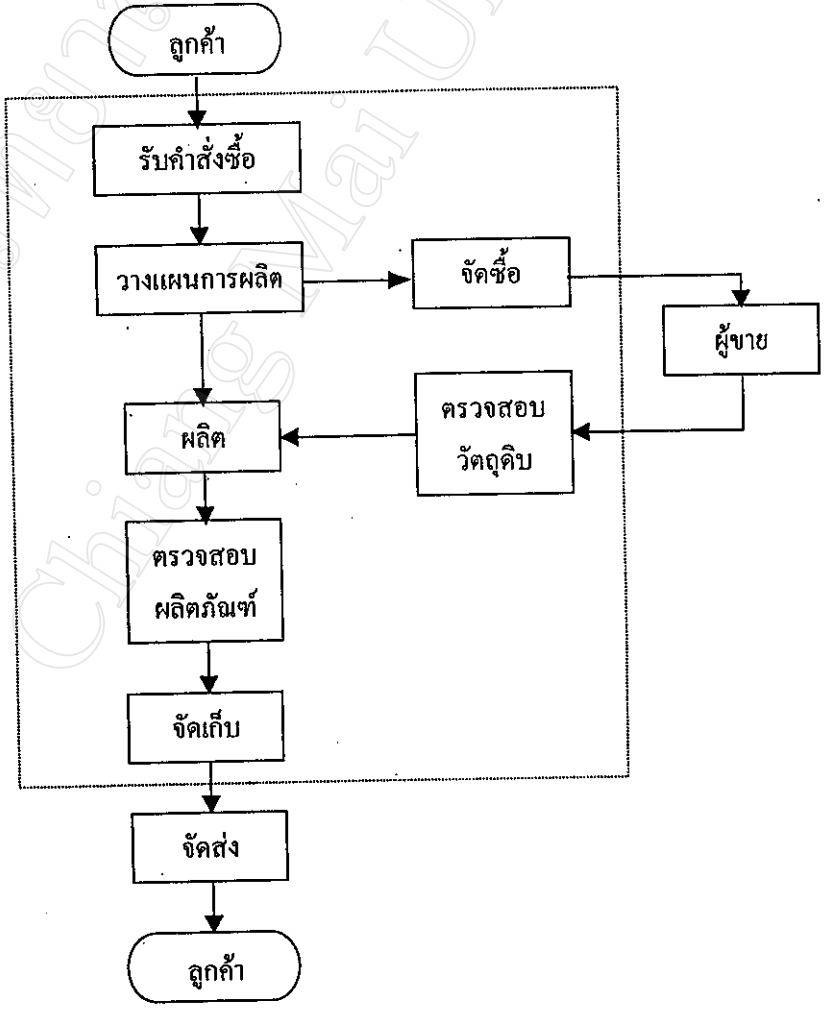 ลูกค้า
รับคำสั่งซื้อ
วางแผนการผลิต
จัดซื้อ
ผู้ขาย
ตรวจสอบ
วัตถุดิบ
ผลิต
ตรวจสอบ
ผลิตภัณฑ์
จัดเก็บ
จัดส่ง
ลูกค้า
Chiang Mai U